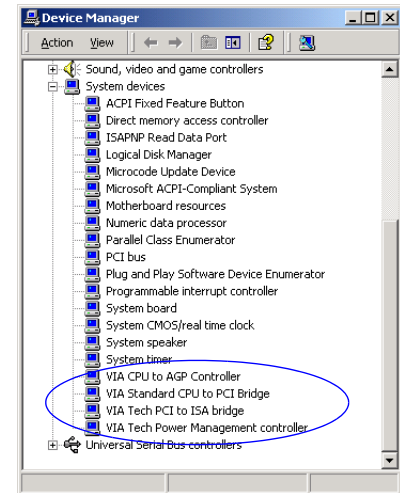 Device Manager
Action View
Sound, video and game controllers
System devices
ACPI Fixed Feature Button
Direct memory access controller
ISAPNP Read Data Port
Logical Disk Manager
Microcode Update Device
Microsoft ACPI-Compliant System
Motherboard resources
Numeric data processor
Parallel Class Enumerator
PCI bus
Plug and Play Software Device Enumerator
Programmable interrupt controller
System board
System CMOS/real time clock
System speaker
System timer
VIA CPU to AGP Controller
VIA Standard CPU to PCI Bridge
VIA Tech PCI to ISA bridge
VIA Tech Power Management controller
Universal Serial Bus controllers